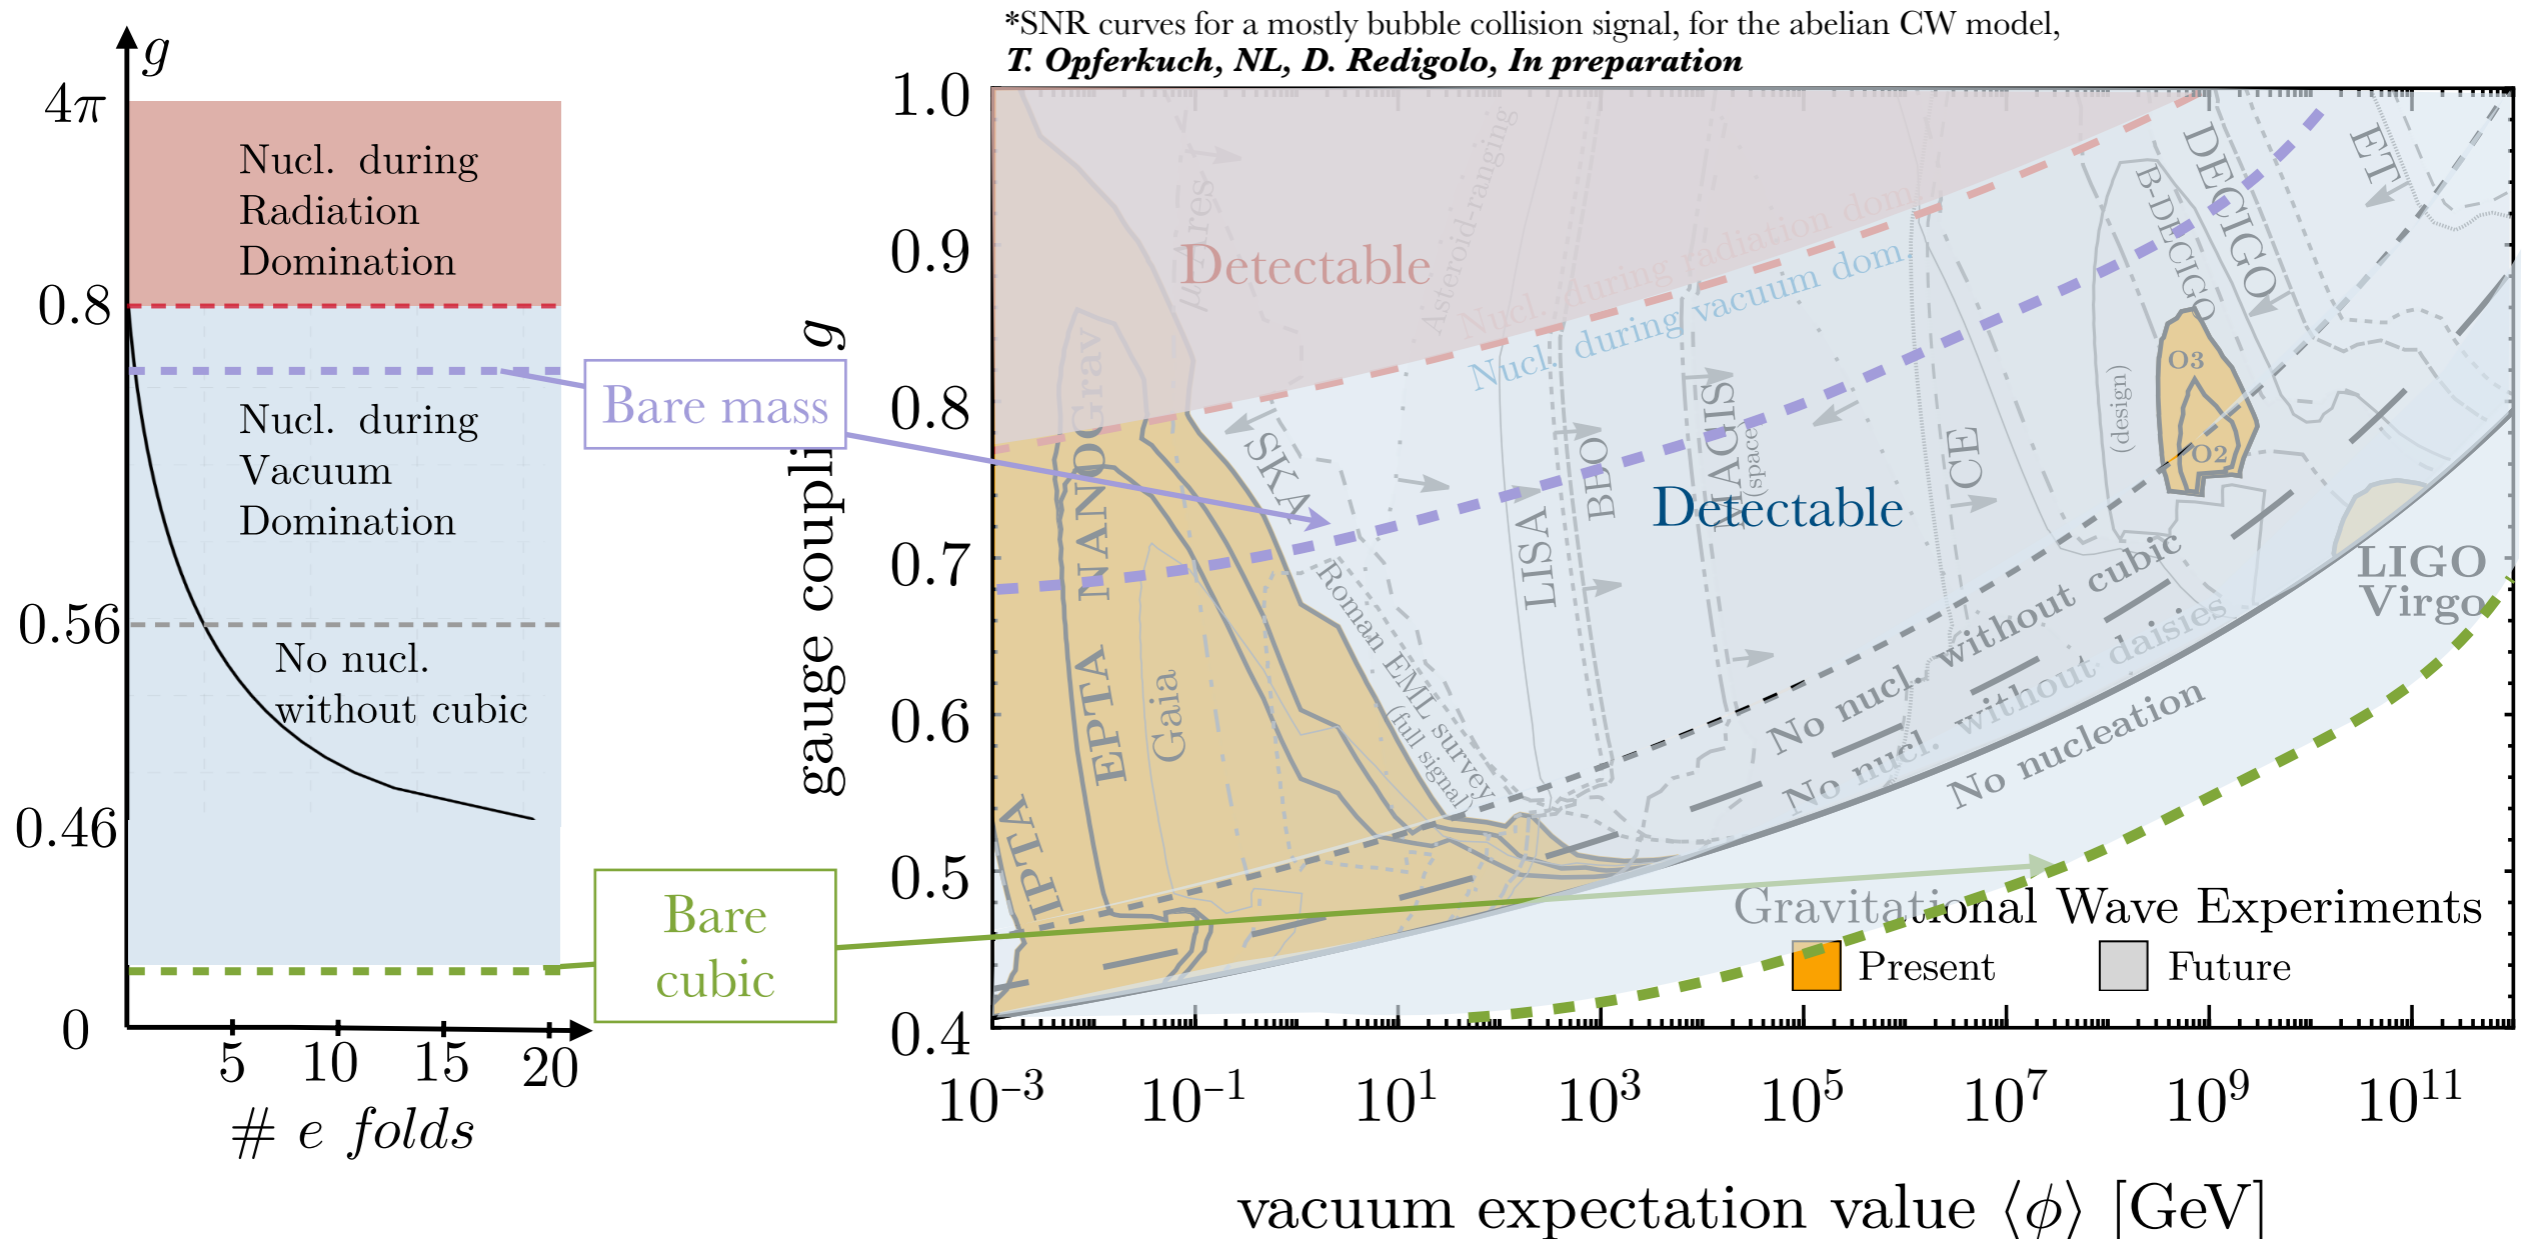 *SNR curves for a mostly bubble collision signal, for the abelian CW model,
T. Opferkuch, NL, D. Redigolo, In preparation
g
4π
Nucl. during
Radiation
Domination
0.8
Nucl. during
Vacuum
Domination
0.56
No nucl.
without cubic
0.46
0
5
10
15
20
# e folds
Bare mass
Bare
cubic
gauge coupli g
1.0
0.9
0.8
0.7
0.6
0.5
0.4
μAres
Asteroid-ranging
Detectable
Nucl. during radiation dom.
Nucl. during vacuum dom.
DECIGO
B-DECIGO
ET
NANOGrav
SKA
EPTA
Gaia
IPTA
Roman EML survey
(full signal)
LISA
BBO
MAGIS
(space)
Detectable
CE
(design)
O3
O2
LIGO
Virgo
No nucl. without cubic
No nucl. without daisies
No nucleation
Gravitational Wave Experiments
Present
Future
10⁻³
10⁻¹
10¹
10³
10⁵
10⁷
10⁹
10¹¹
vacuum expectation value ⟨ϕ⟩ [GeV]